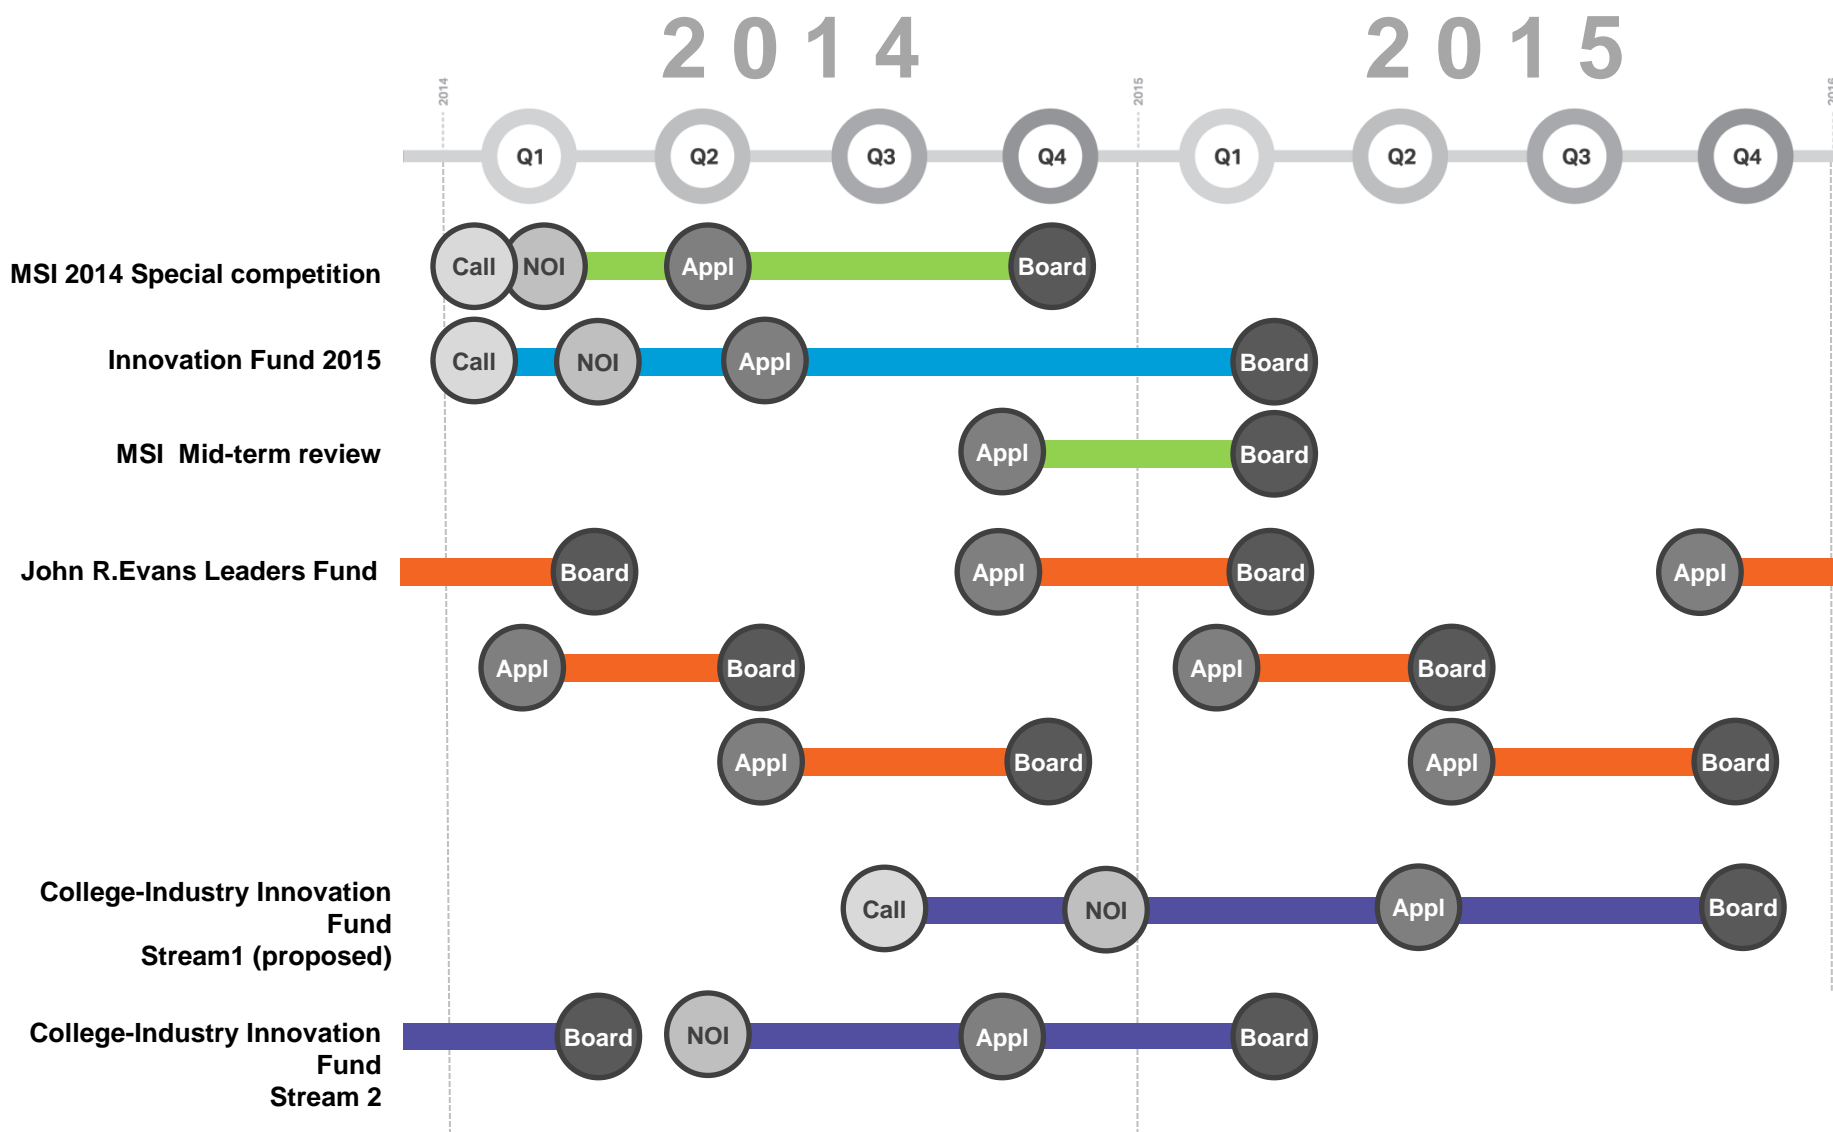 2014 2015
2014 2015 2016
Q1 Q2 Q3 Q4 Q1 Q2 Q3 Q4
MSI 2014 Special competition
Call NOI Appl Board
Innovation Fund 2015
Call NOI Appl Board
MSI Mid-term review
Appl Board
John R.Evans Leaders Fund
Board Appl Board Appl
Appl Board Appl Board
Appl Board Appl Board
College-Industry Innovation
Fund
Stream1 (proposed)
Call NOI Appl Board
College-Industry Innovation
Fund
Stream 2
Board NOI Appl Board